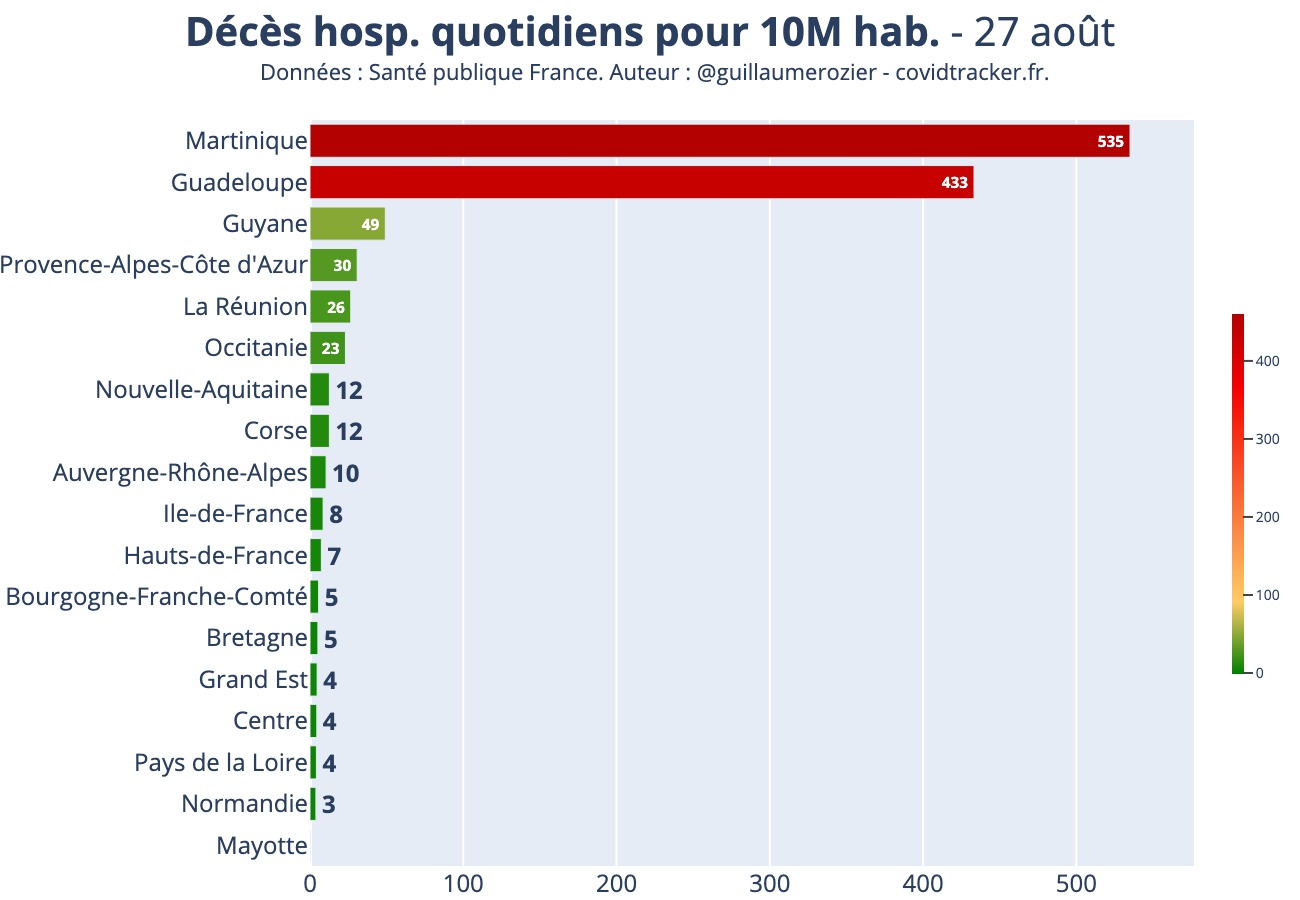 Décès hosp. quotidiens pour 10M hab. - 27 août
Données : Santé publique France. Auteur : @guillaumerozier - covidtracker.fr.
Martinique 535
Guadeloupe 433
Guyane 49
Provence-Alpes-Côte d'Azur 30
La Réunion 26
Occitanie 23
Nouvelle-Aquitaine 12
Corse 12
Auvergne-Rhône-Alpes 10
Ile-de-France 8
Hauts-de-France 7
Bourgogne-Franche-Comté 5
Bretagne 5
Grand Est 4
Centre 4
Pays de la Loire 4
Normandie 3
Mayotte
0 100 200 300 400 500
400
300
200
100
0